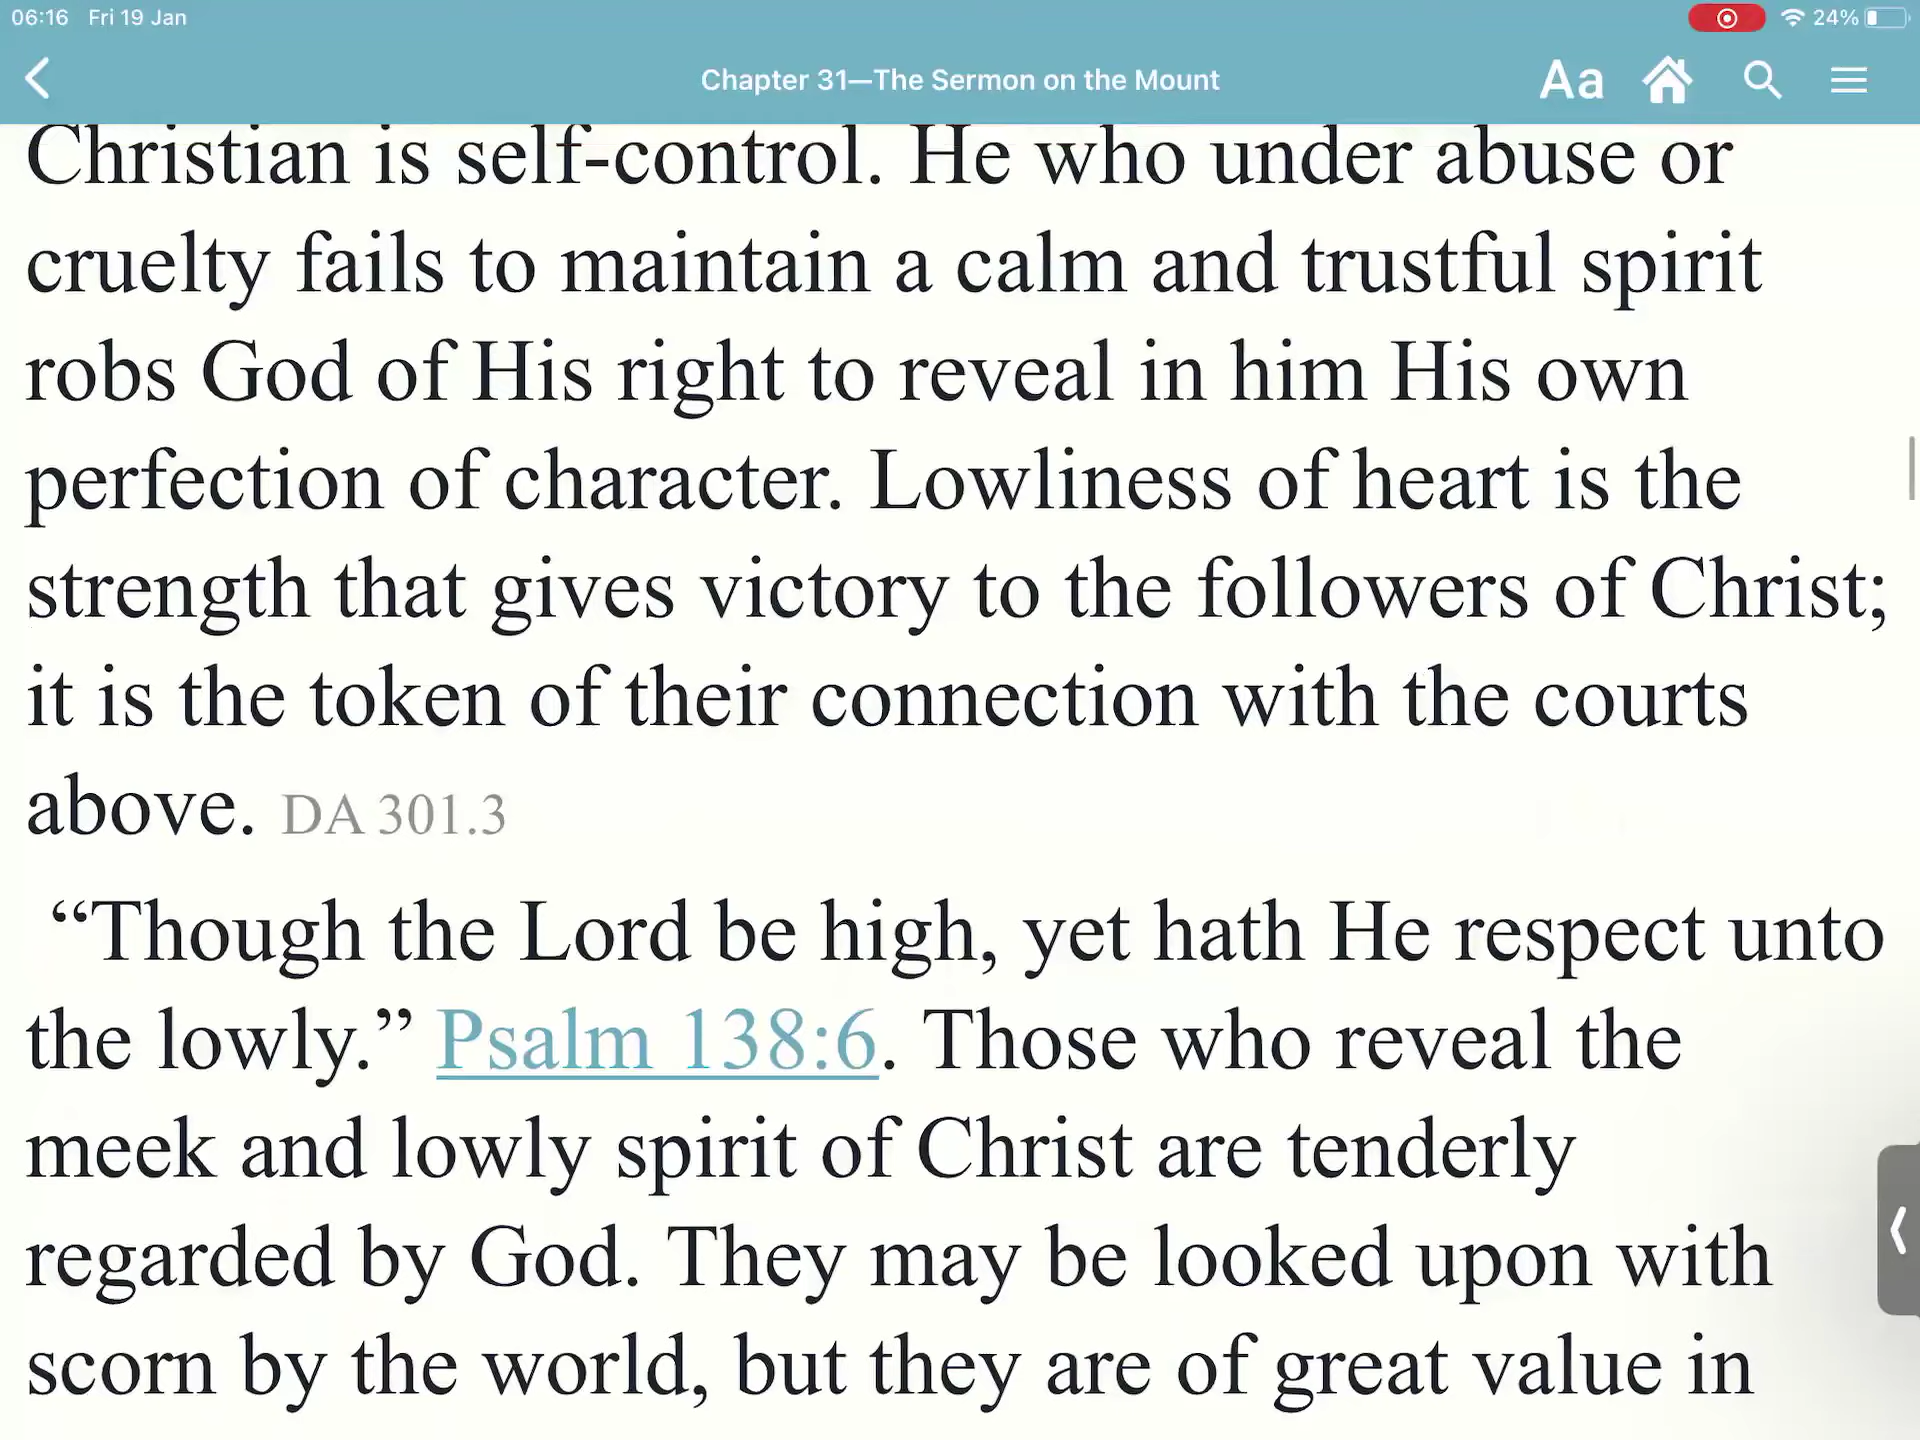 06:16 Fri 19 Jan
24%
Chapter 31—The Sermon on the Mount
Aa
Christian is self-control. He who under abuse or
cruelty fails to maintain a calm and trustful spirit
robs God of His right to reveal in him His own
perfection of character. Lowliness of heart is the
strength that gives victory to the followers of Christ;
it is the token of their connection with the courts
above. DA 301.3
“Though the Lord be high, yet hath He respect unto
the lowly.” Psalm 138:6. Those who reveal the
meek and lowly spirit of Christ are tenderly
regarded by God. They may be looked upon with
scorn by the world, but they are of great value in